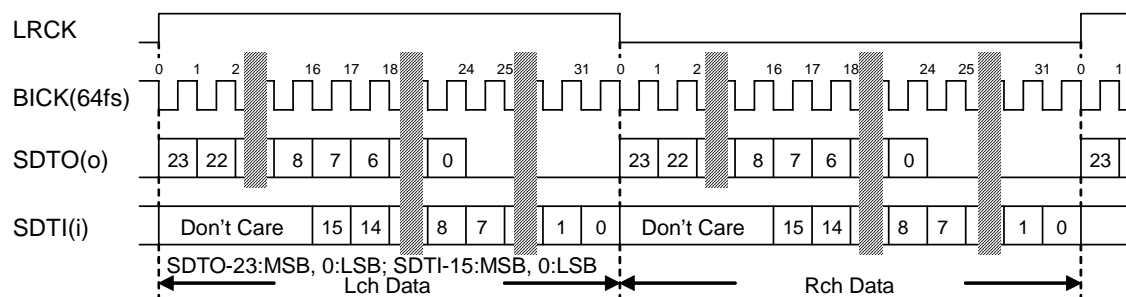 LRCK
0 1 2 16 17 18 24 25 31 0 1 2 16 17 18 24 25 31 0 1
BICK(64fs)
SDTO(o) 23 22 8 7 6 0 23 22 8 7 6 0 23
SDTI(i) Don't Care 15 14 8 7 1 0 Don't Care 15 14 8 7 1 0
SDTO-23:MSB, 0:LSB; SDTI-15:MSB, 0:LSB
Lch Data Rch Data